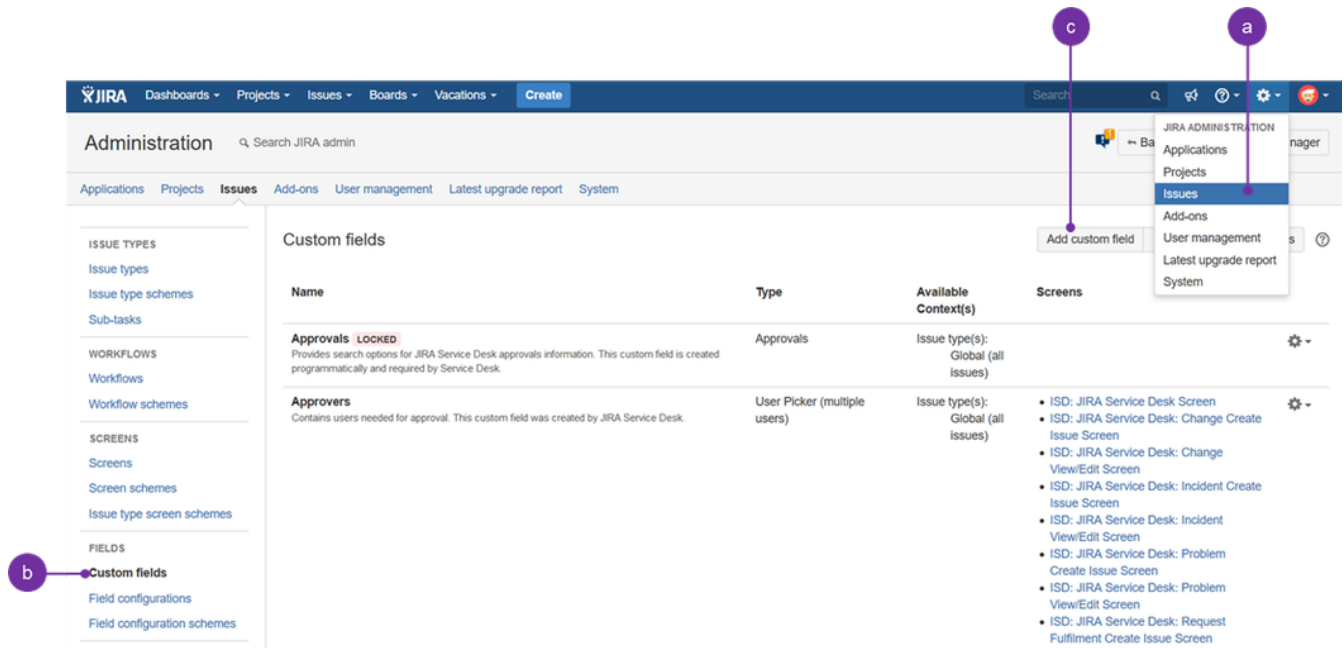 c
a
JIRA
Dashboards Projects Issues Boards Vacations Create Search
Administration Search JIRA admin
nager
JIRA ADMINISTRATION
Applications
Projects
Issues
Add-ons
User management
Latest upgrade report
System
Applications Projects Issues Add-ons User management Latest upgrade report System
ISSUE TYPES
Issue types
Issue type schemes
Sub-tasks
WORKFLOWS
Workflows
Workflow schemes
SCREENS
Screens
Screen schemes
Issue type screen schemes
FIELDS
b
Custom fields
Field configurations
Field configuration schemes
Custom fields
Add custom field
s
Name Type Available Context(s) Screens
Approvals LOCKED
Provides search options for JIRA Service Desk approvals information. This custom field is created
programmatically and required by Service Desk.
Approvals
Issue type(s):
Global (all
issues)
Approvers
Contains users needed for approval. This custom field was created by JIRA Service Desk.
User Picker (multiple
users)
Issue type(s):
Global (all
issues)
ISD: JIRA Service Desk Screen
ISD: JIRA Service Desk: Change Create
Issue Screen
ISD: JIRA Service Desk: Change
View/Edit Screen
ISD: JIRA Service Desk: Incident Create
Issue Screen
ISD: JIRA Service Desk: Incident
View/Edit Screen
ISD: JIRA Service Desk: Problem
Create Issue Screen
ISD: JIRA Service Desk: Problem
View/Edit Screen
ISD: JIRA Service Desk: Request
Fulfilment Create Issue Screen